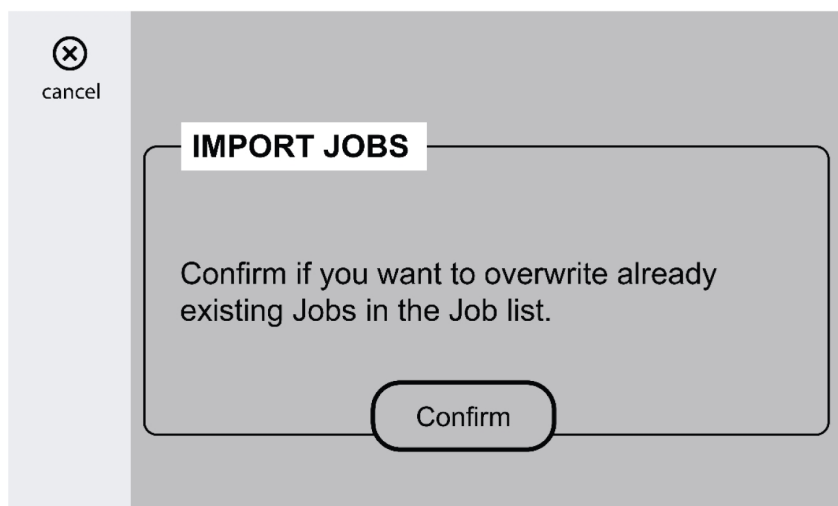 cancel
IMPORT JOBS
Confirm if you want to overwrite already
existing Jobs in the Job list.
Confirm